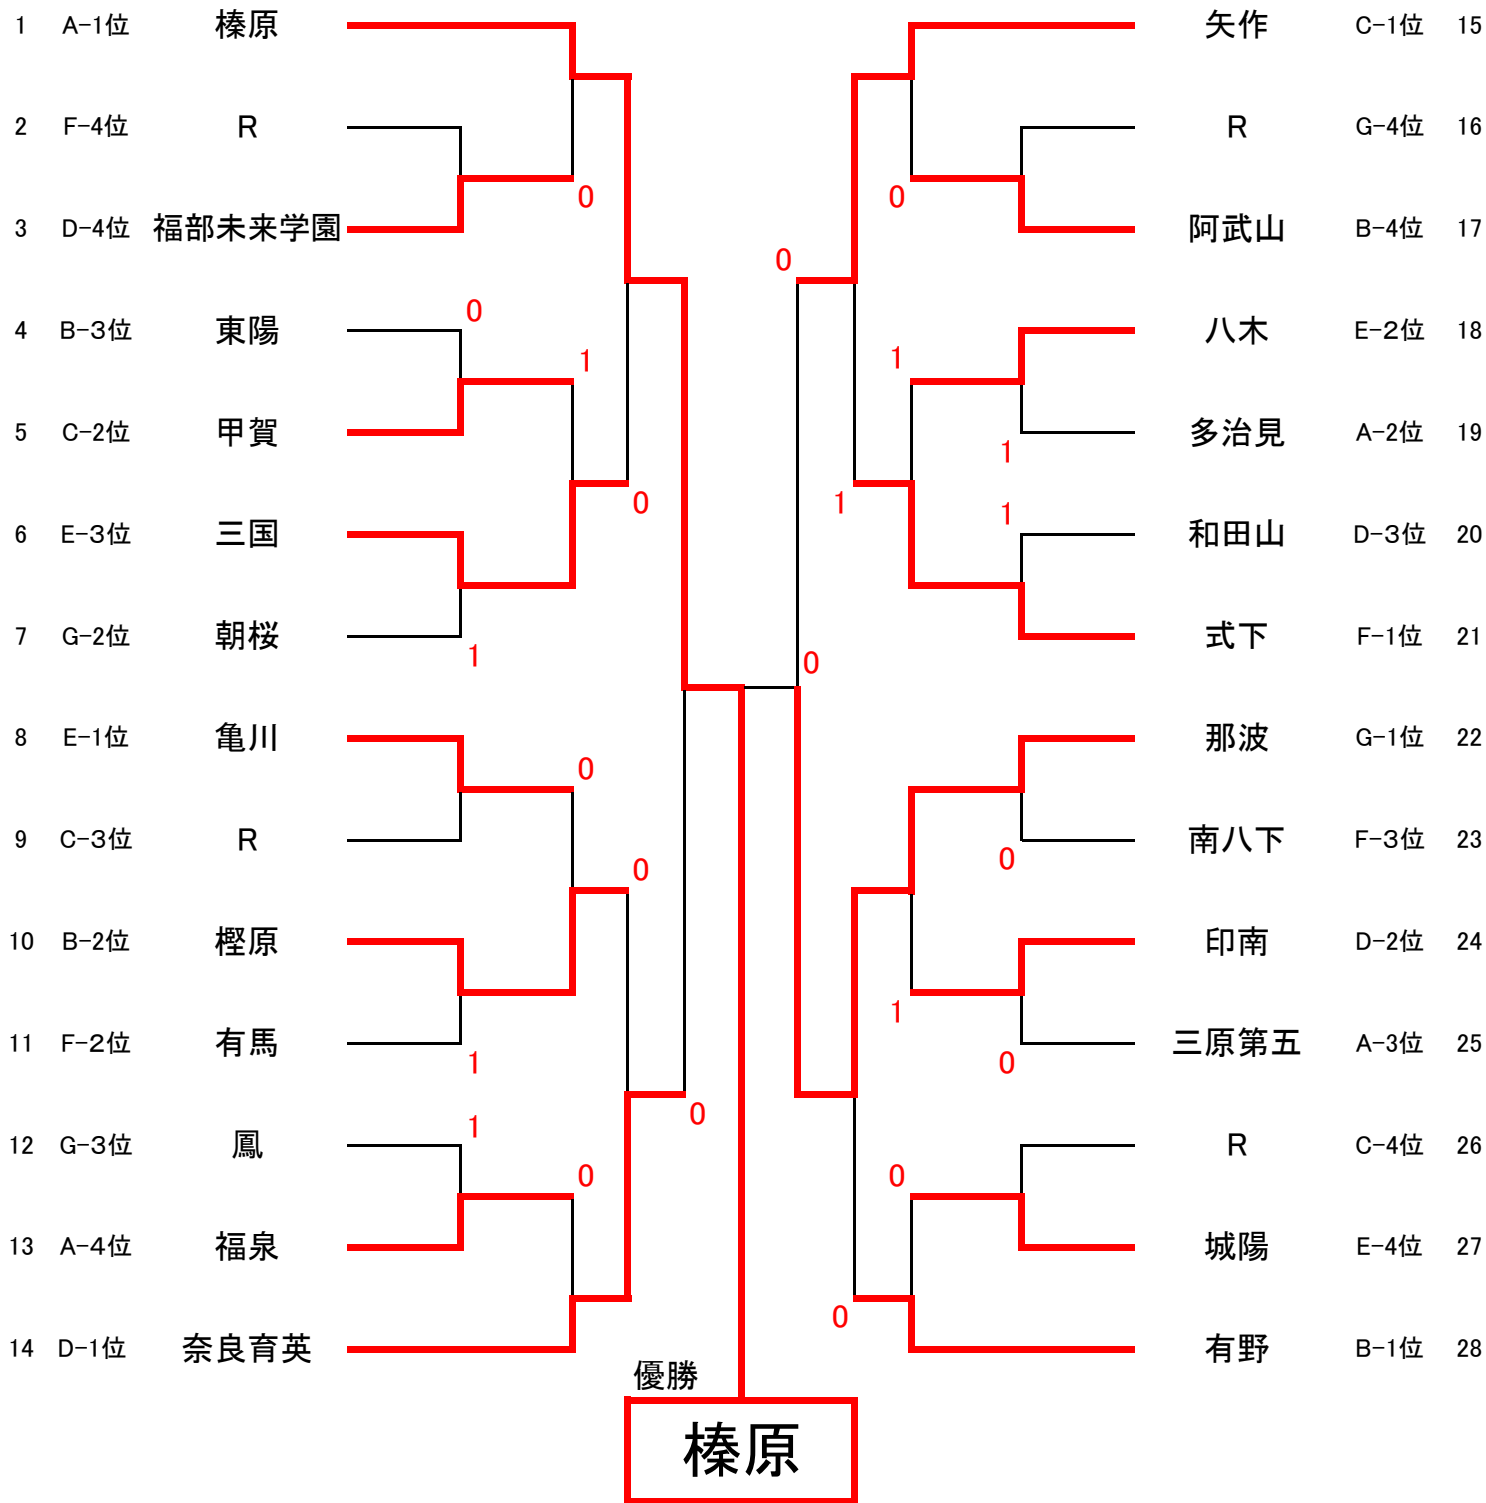 1 A-1位 榛原
2 F-4位 R
0
3 D-4位 福部未来学園
0
4 B-3位 東陽
1
5 C-2位 甲賀
0
6 E-3位 三国
7 G-2位 朝桜
1
8 E-1位 亀川
0
9 C-3位 R
0
10 B-2位 樫原
11 F-2位 有馬
1
0
1
12 G-3位 鳳
0
13 A-4位 福泉
14 D-1位 奈良育英
矢作 C-1位 15
R G-4位 16
0
阿武山 B-4位 17
0
八木 E-2位 18
1
多治見 A-2位 19
1
1
1
和田山 D-3位 20
式下 F-1位 21
0
那波 G-1位 22
南八下 F-3位 23
0
印南 D-2位 24
1
三原第五 A-3位 25
0
R C-4位 26
0
城陽 E-4位 27
0
有野 B-1位 28
優勝
榛原